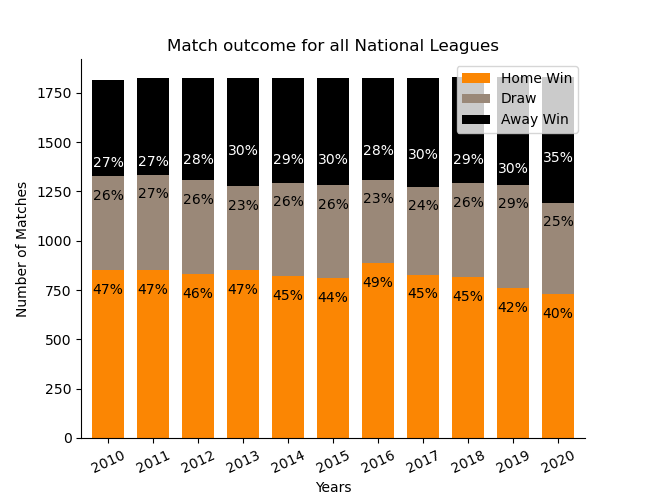 Match outcome for all National Leagues
Home Win
Draw
Away Win
1750
1500
1250
1000
750
500
250
0
Number of Matches
27% 27% 28% 30% 29% 30% 28% 30% 29% 30% 35%
26% 27% 26% 23% 26% 26% 23% 24% 26% 29% 25%
47% 47% 46% 47% 45% 44% 49% 45% 45% 42% 40%
2010 2011 2012 2013 2014 2015 2016 2017 2018 2019 2020
Years